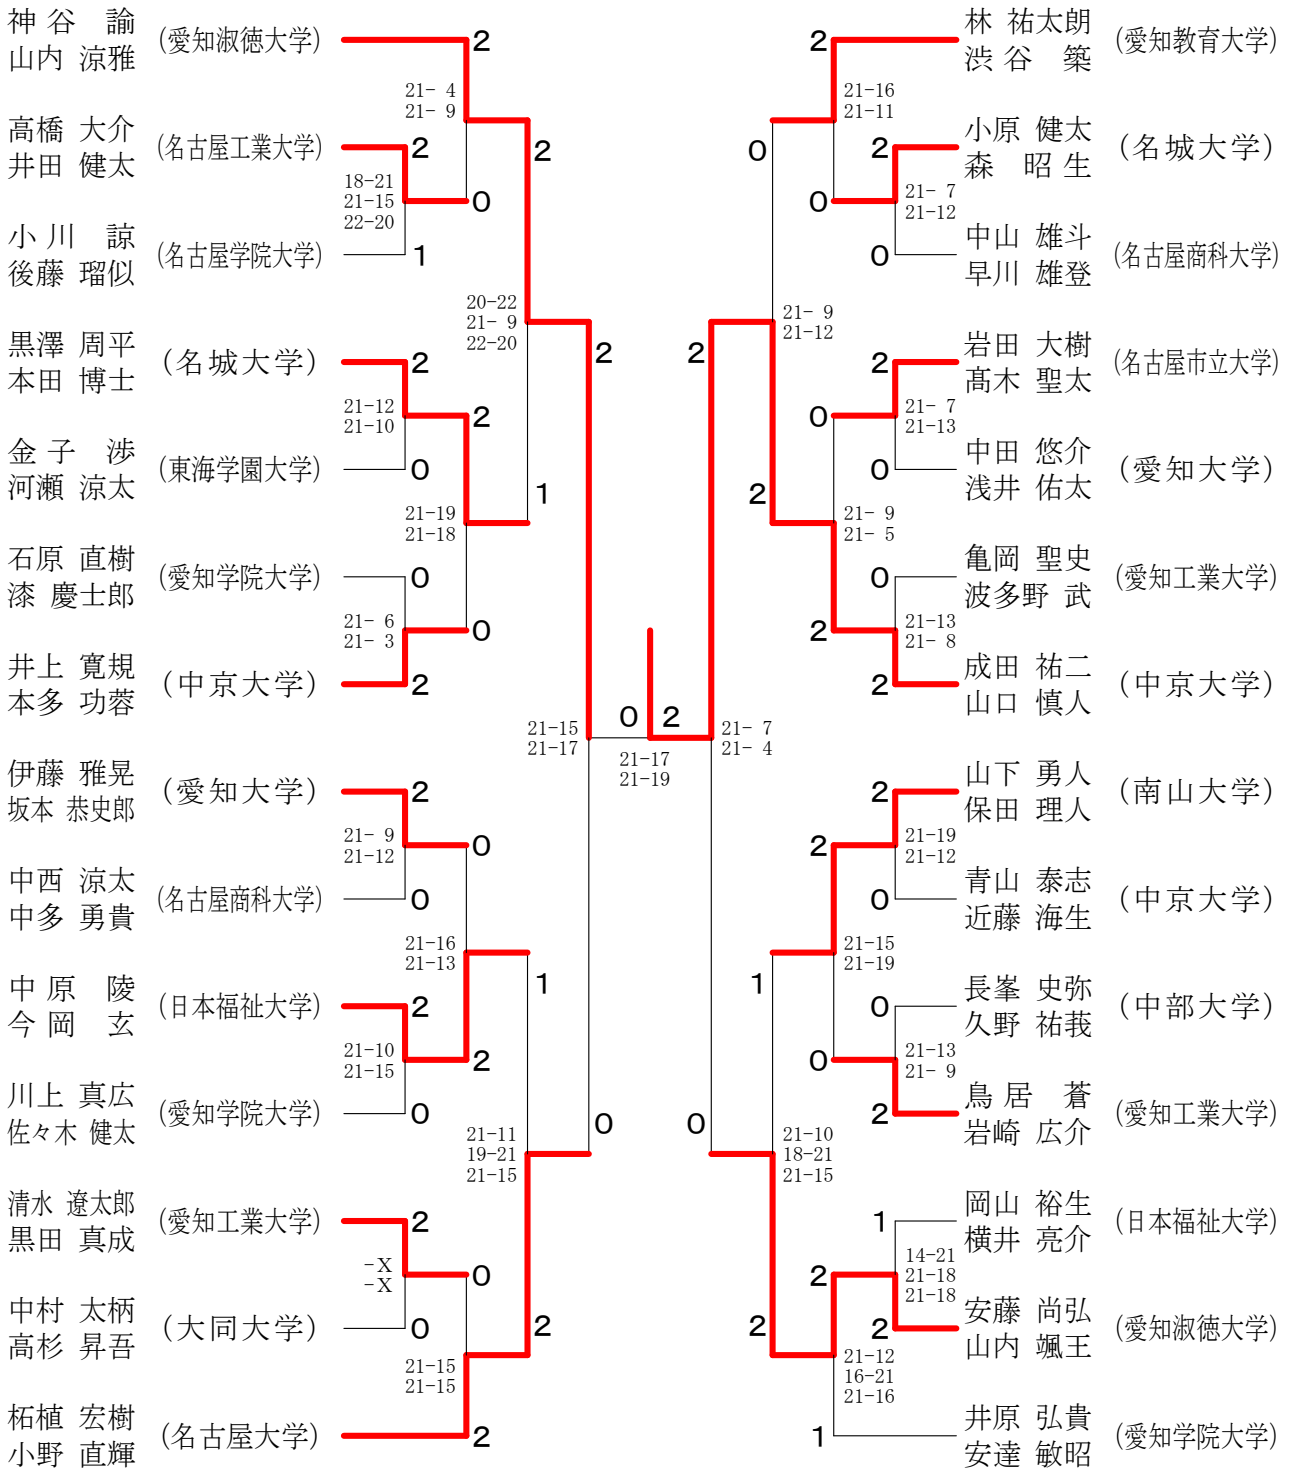 神谷 諭
山内 涼雅
(愛知淑徳大学)
2
21- 4
21- 9
高橋 大介
井田 健太
(名古屋工業大学)
2
2
18-21
21-15
22-20
0
小川 諒
後藤 瑠似
(名古屋学院大学)
1
20-22
21- 9
22-20
黒澤 周平
本田 博士
(名城大学)
2
2
21-12
21-10
2
金子 渉
河瀬 涼太
(東海学園大学)
0
1
21-19
21-18
石原 直樹
漆 慶士郎
(愛知学院大学)
0
21- 6
21- 3
0
井上 寛規
本多 功蓉
(中京大学)
2
21-15
21-17
0
伊藤 雅晃
坂本 恭史郎
(愛知大学)
2
21- 9
21-12
0
中西 涼太
中多 勇貴
(名古屋商科大学)
0
21-16
21-13
中原 陵
今岡 玄
(日本福祉大学)
2
1
21-10
21-15
2
川上 真広
佐々木 健太
(愛知学院大学)
0
0
21-11
19-21
21-15
清水 遼太郎
黒田 真成
(愛知工業大学)
2
-X
-X
0
中村 太柄
高杉 昇吾
(大同大学)
0
2
21-15
21-15
柘植 宏樹
小野 直輝
(名古屋大学)
2
2
21-17
21-19
2
林 祐太朗
渋谷 築
(愛知教育大学)
21-16
21-11
0
2
小原 健太
森 昭生
(名城大学)
0
21- 7
21-12
0
中山 雄斗
早川 雄登
(名古屋商科大学)
21- 9
21-12
2
2
岩田 大樹
髙木 聖太
(名古屋市立大学)
0
21- 7
21-13
0
中田 悠介
浅井 佑太
(愛知大学)
2
21- 9
21- 5
0
亀岡 聖史
波多野 武
(愛知工業大学)
2
21-13
21- 8
2
成田 祐二
山口 慎人
(中京大学)
21- 7
21- 4
2
山下 勇人
保田 理人
(南山大学)
2
21-19
21-12
0
青山 泰志
近藤 海生
(中京大学)
21-15
21-19
1
0
長峯 史弥
久野 祐莪
(中部大学)
0
21-13
21- 9
2
鳥居 蒼
岩崎 広介
(愛知工業大学)
0
21-10
18-21
21-15
1
岡山 裕生
横井 亮介
(日本福祉大学)
2
14-21
21-18
21-18
2
2
安藤 尚弘
山内 颯王
(愛知淑徳大学)
21-12
16-21
21-16
1
井原 弘貴
安達 敏昭
(愛知学院大学)